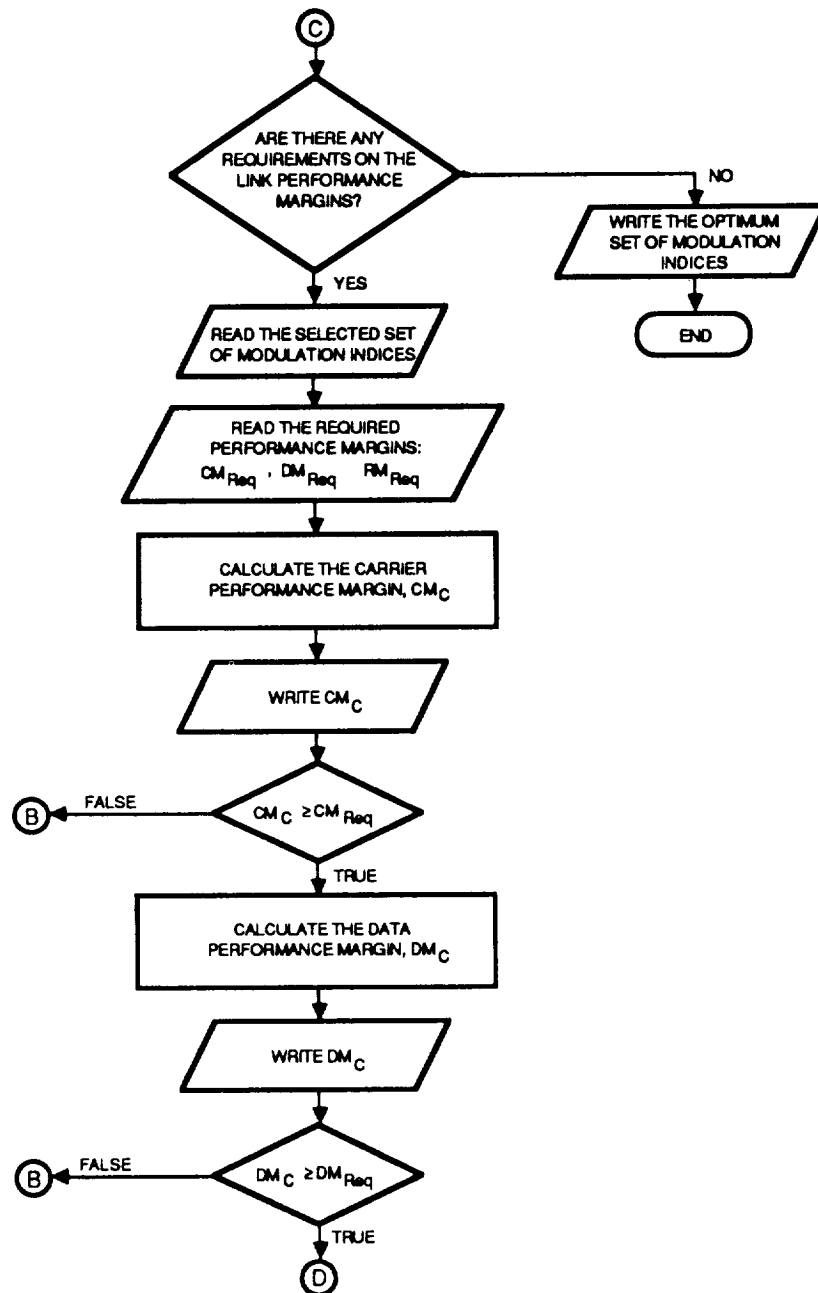 C
ARE THERE ANY
REQUIREMENTS ON THE
LINK PERFORMANCE
MARGINS?
NO
WRITE THE OPTIMUM
SET OF MODULATION
INDICES
END
YES
READ THE SELECTED SET
OF MODULATION INDICES
READ THE REQUIRED
PERFORMANCE MARGINS:
CM Req , DM Req RM Req
CALCULATE THE CARRIER
PERFORMANCE MARGIN, CM C
WRITE CM C
B
FALSE
CM C ≥ CM Req
TRUE
CALCULATE THE DATA
PERFORMANCE MARGIN, DM C
WRITE DM C
B
FALSE
DM C ≥ DM Req
TRUE
D